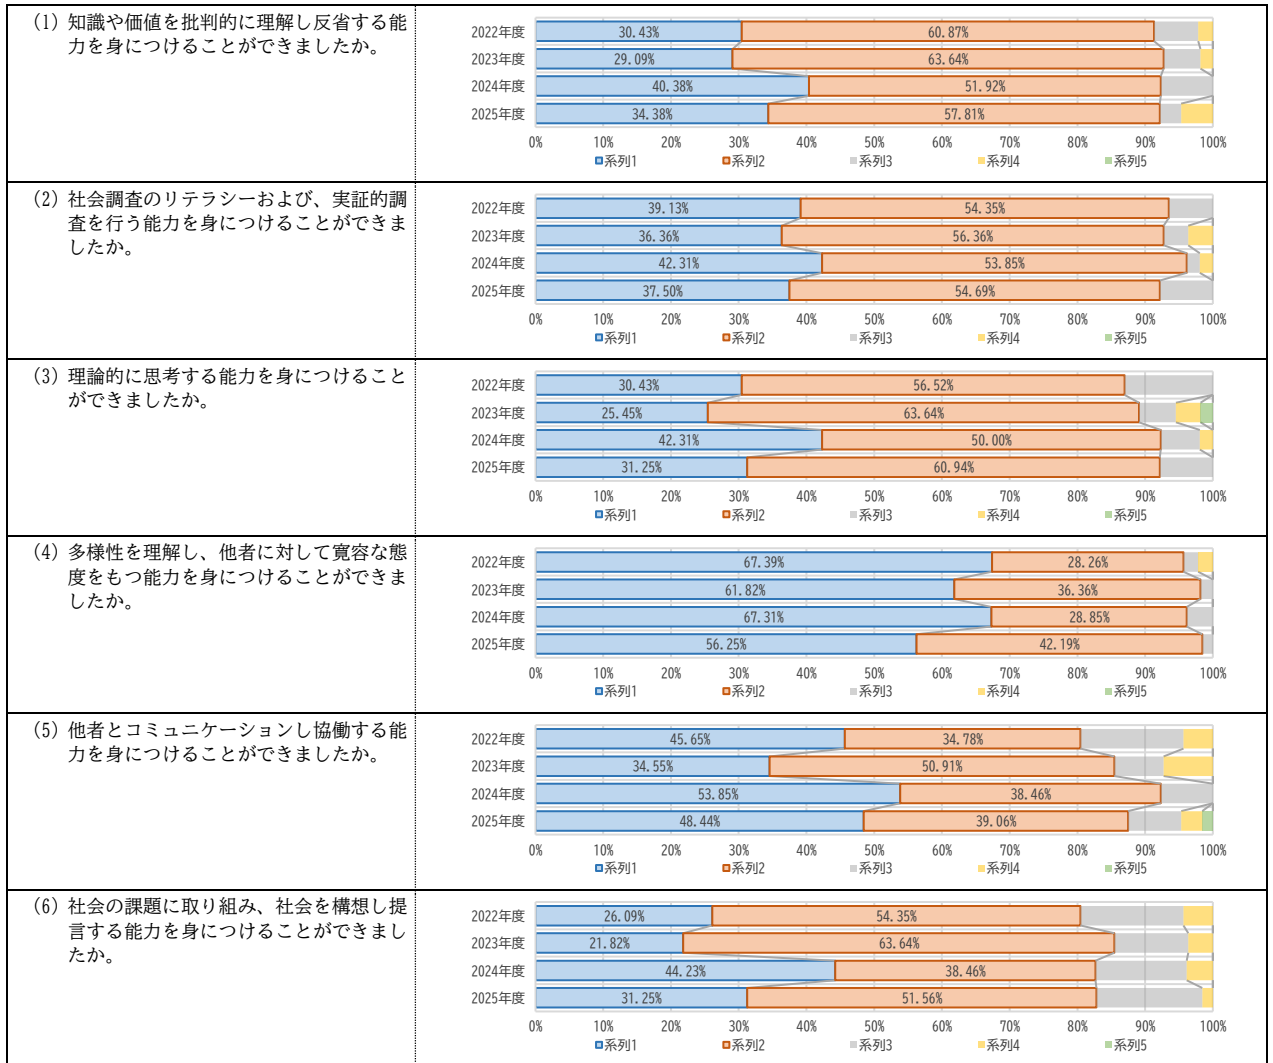 (1) 知識や価値を批判的に理解し反省する能
力を身につけることができましたか。
2022年度 30.43% 60.87%
2023年度 29.09% 63.64%
2024年度 40.38% 51.92%
2025年度 34.38% 57.81%
0% 10% 20% 30% 40% 50% 60% 70% 80% 90% 100%
系列1 系列2 系列3 系列4 系列5
(2) 社会調査のリテラシーおよび、実証的調
査を行う能力を身につけることができま
したか。
2022年度 39.13% 54.35%
2023年度 36.36% 56.36%
2024年度 42.31% 53.85%
2025年度 37.50% 54.69%
0% 10% 20% 30% 40% 50% 60% 70% 80% 90% 100%
系列1 系列2 系列3 系列4 系列5
(3) 理論的に思考する能力を身につけること
ができましたか。
2022年度 30.43% 56.52%
2023年度 25.45% 63.64%
2024年度 42.31% 50.00%
2025年度 31.25% 60.94%
0% 10% 20% 30% 40% 50% 60% 70% 80% 90% 100%
系列1 系列2 系列3 系列4 系列5
(4) 多様性を理解し、他者に対して寛容な態
度をもつ能力を身につけることができま
したか。
2022年度 67.39% 28.26%
2023年度 61.82% 36.36%
2024年度 67.31% 28.85%
2025年度 56.25% 42.19%
0% 10% 20% 30% 40% 50% 60% 70% 80% 90% 100%
系列1 系列2 系列3 系列4 系列5
(5) 他者とコミュニケーションし協働する能
力を身につけることができましたか。
2022年度 45.65% 34.78%
2023年度 34.55% 50.91%
2024年度 53.85% 38.46%
2025年度 48.44% 39.06%
0% 10% 20% 30% 40% 50% 60% 70% 80% 90% 100%
系列1 系列2 系列3 系列4 系列5
(6) 社会の課題に取り組み、社会を構想し提
言する能力を身につけることができまし
たか。
2022年度 26.09% 54.35%
2023年度 21.82% 63.64%
2024年度 44.23% 38.46%
2025年度 31.25% 51.56%
0% 10% 20% 30% 40% 50% 60% 70% 80% 90% 100%
系列1 系列2 系列3 系列4 系列5